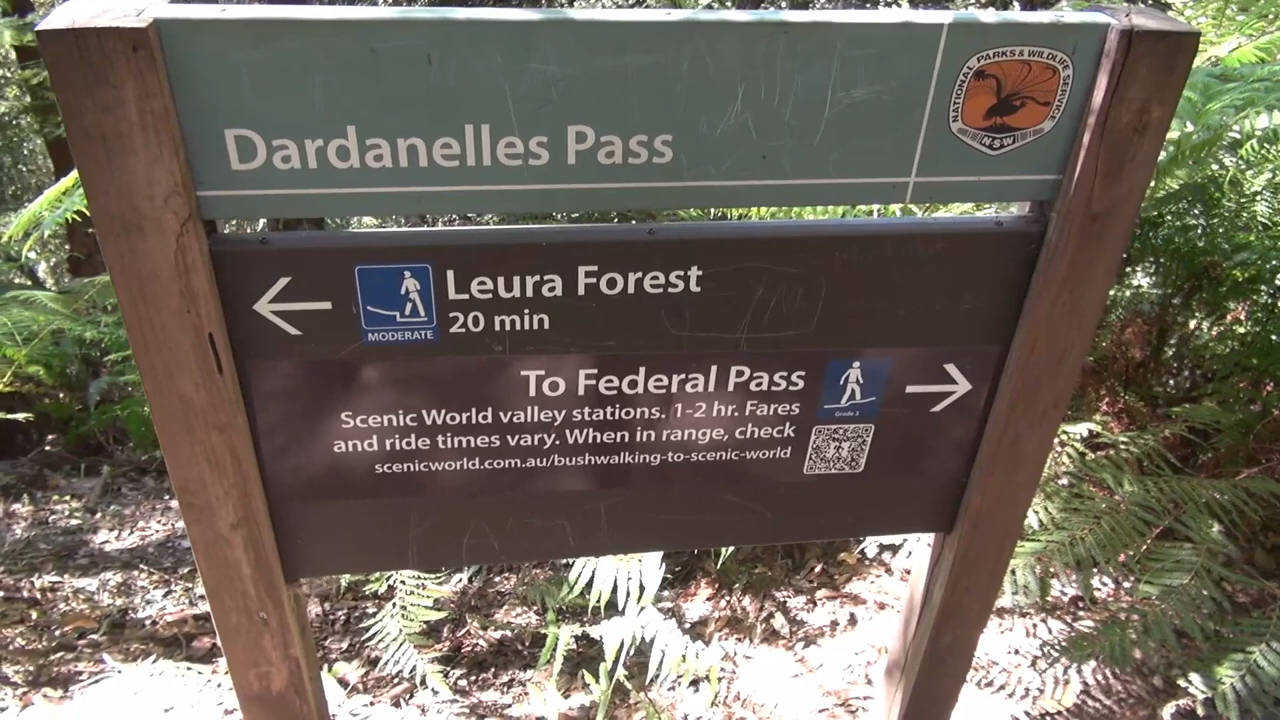 Dardanelles Pass
NATIONAL PARKS & WILDLIFE SERVICE
N·S·W
Leura Forest
20 min
MODERATE
To Federal Pass
Scenic World valley stations. 1-2 hr. Fares
and ride times vary. When in range, check
scenicworld.com.au/bushwalking-to-scenic-world
Grade 3